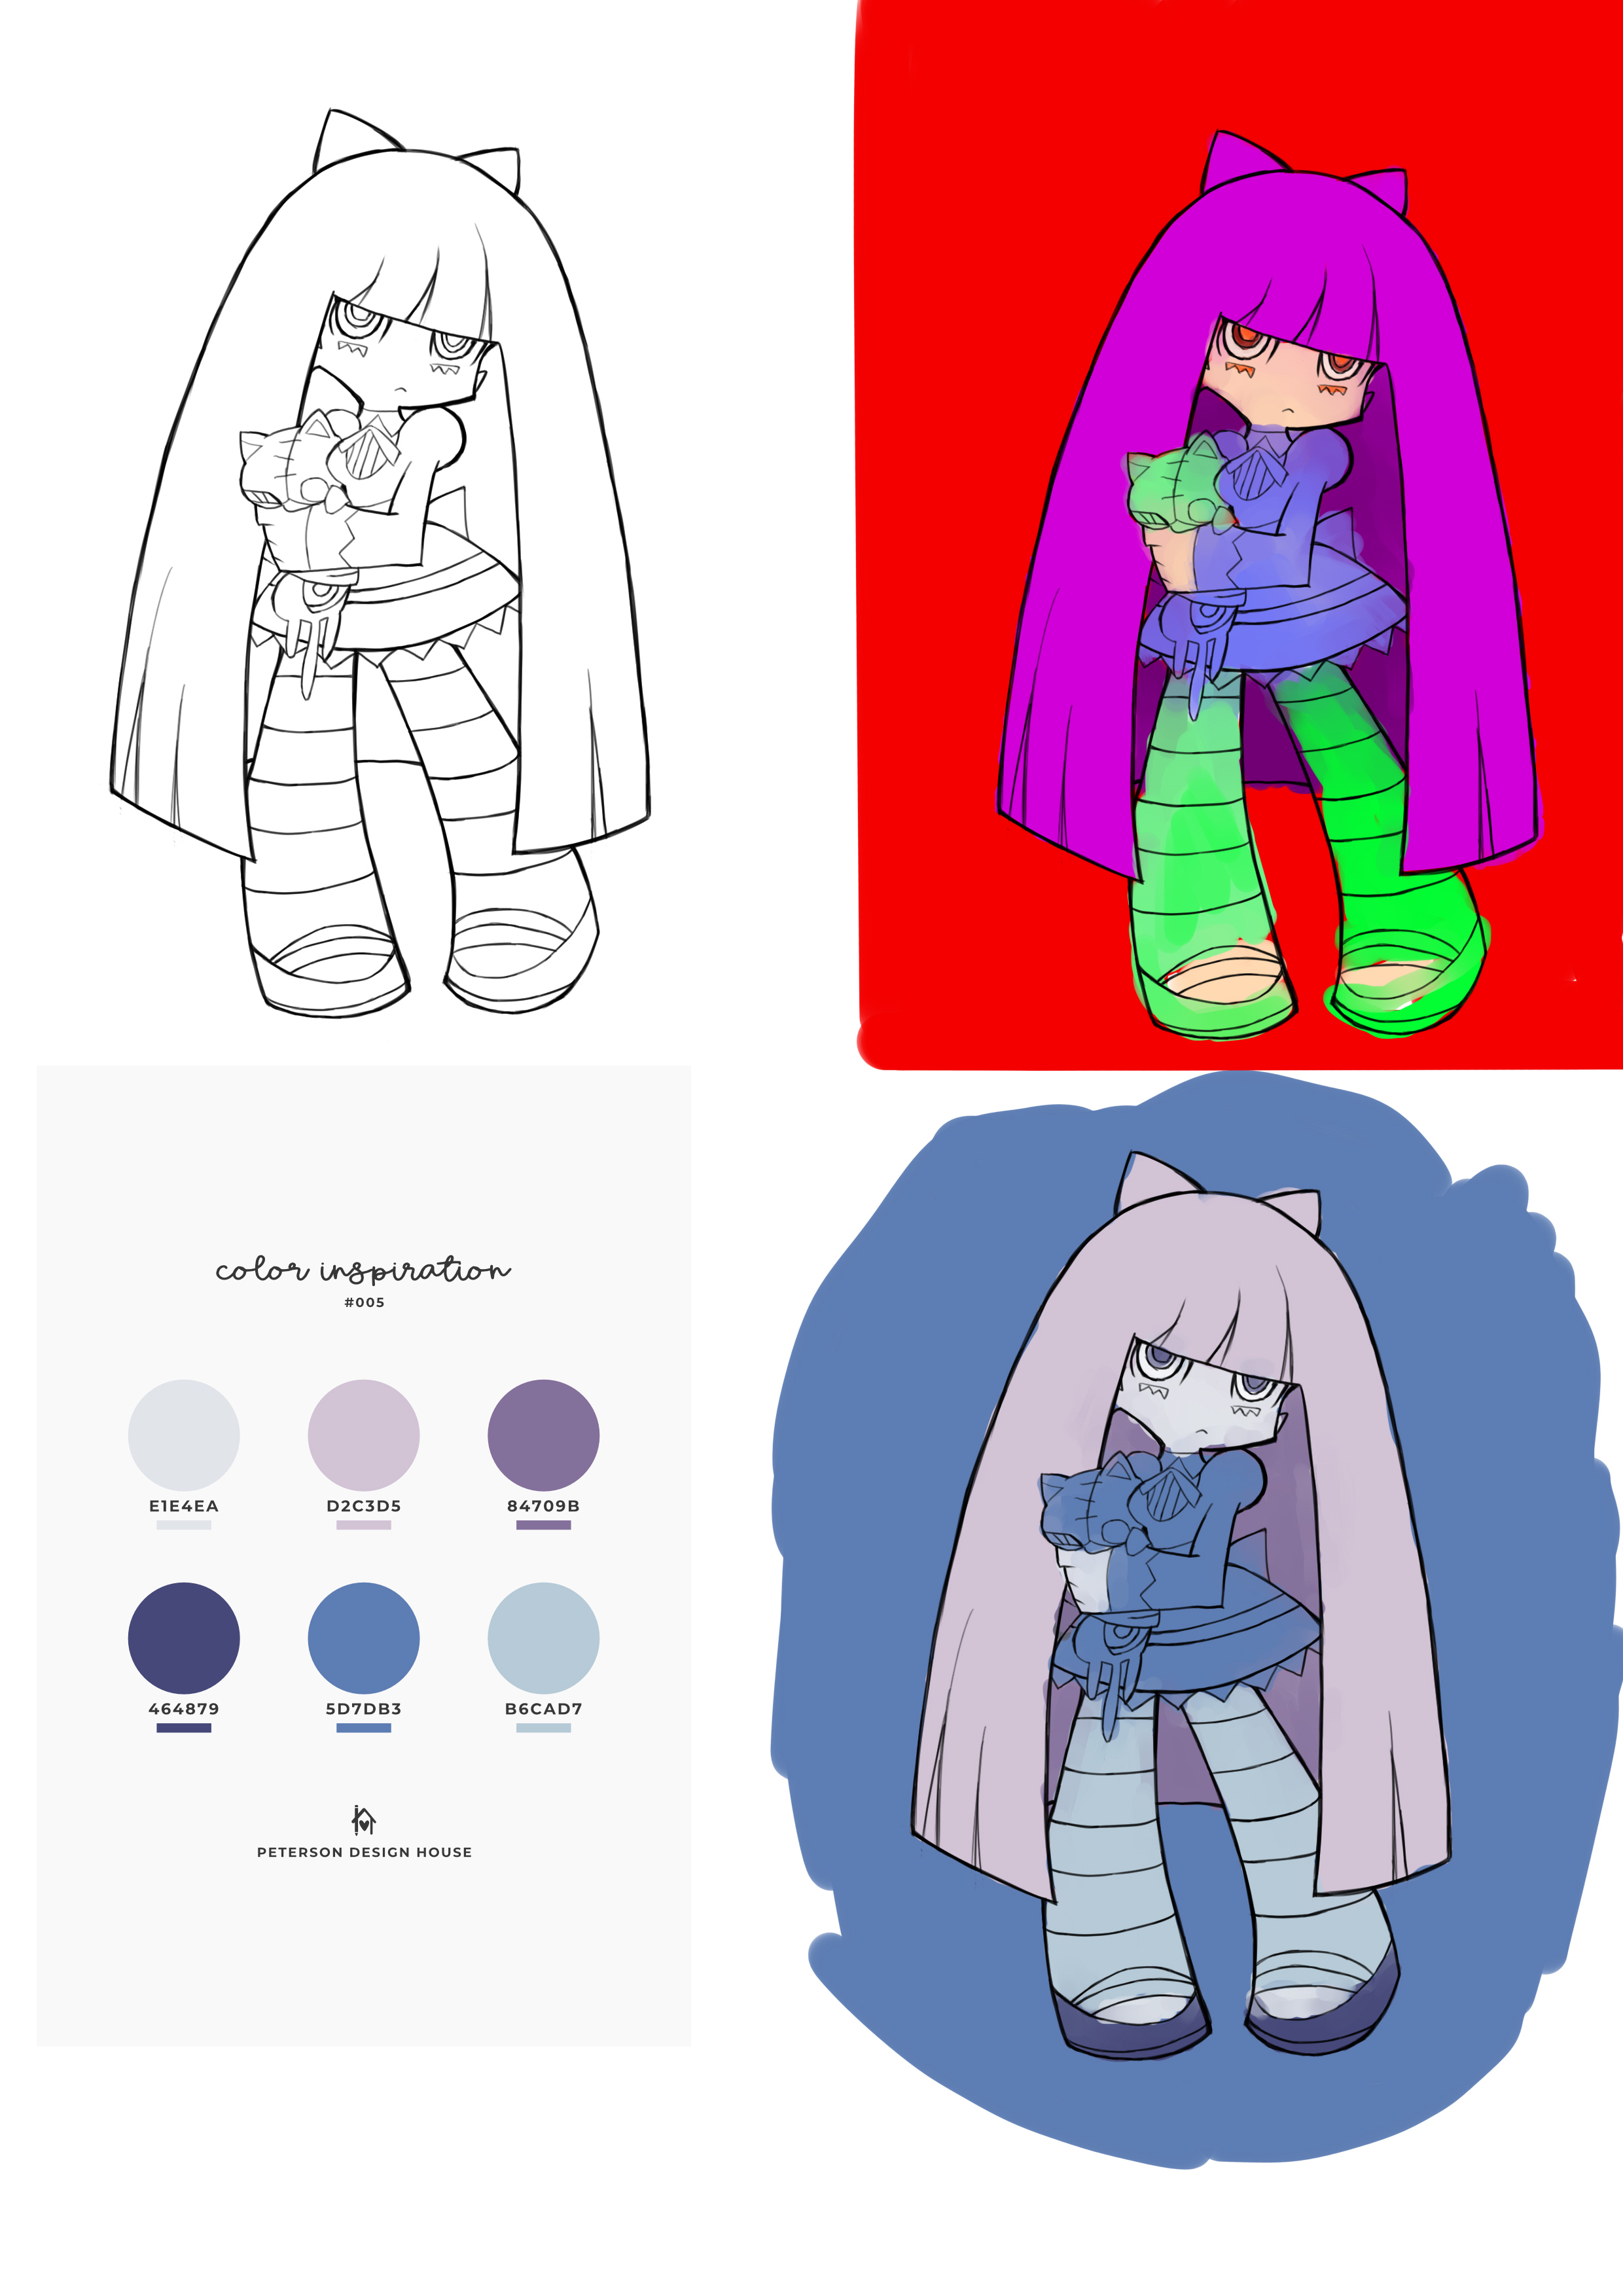 color inspiration
#005
E1E4EA D2C3D5 84709B
464879 5D7DB3 B6CAD7
PETERSON DESIGN HOUSE